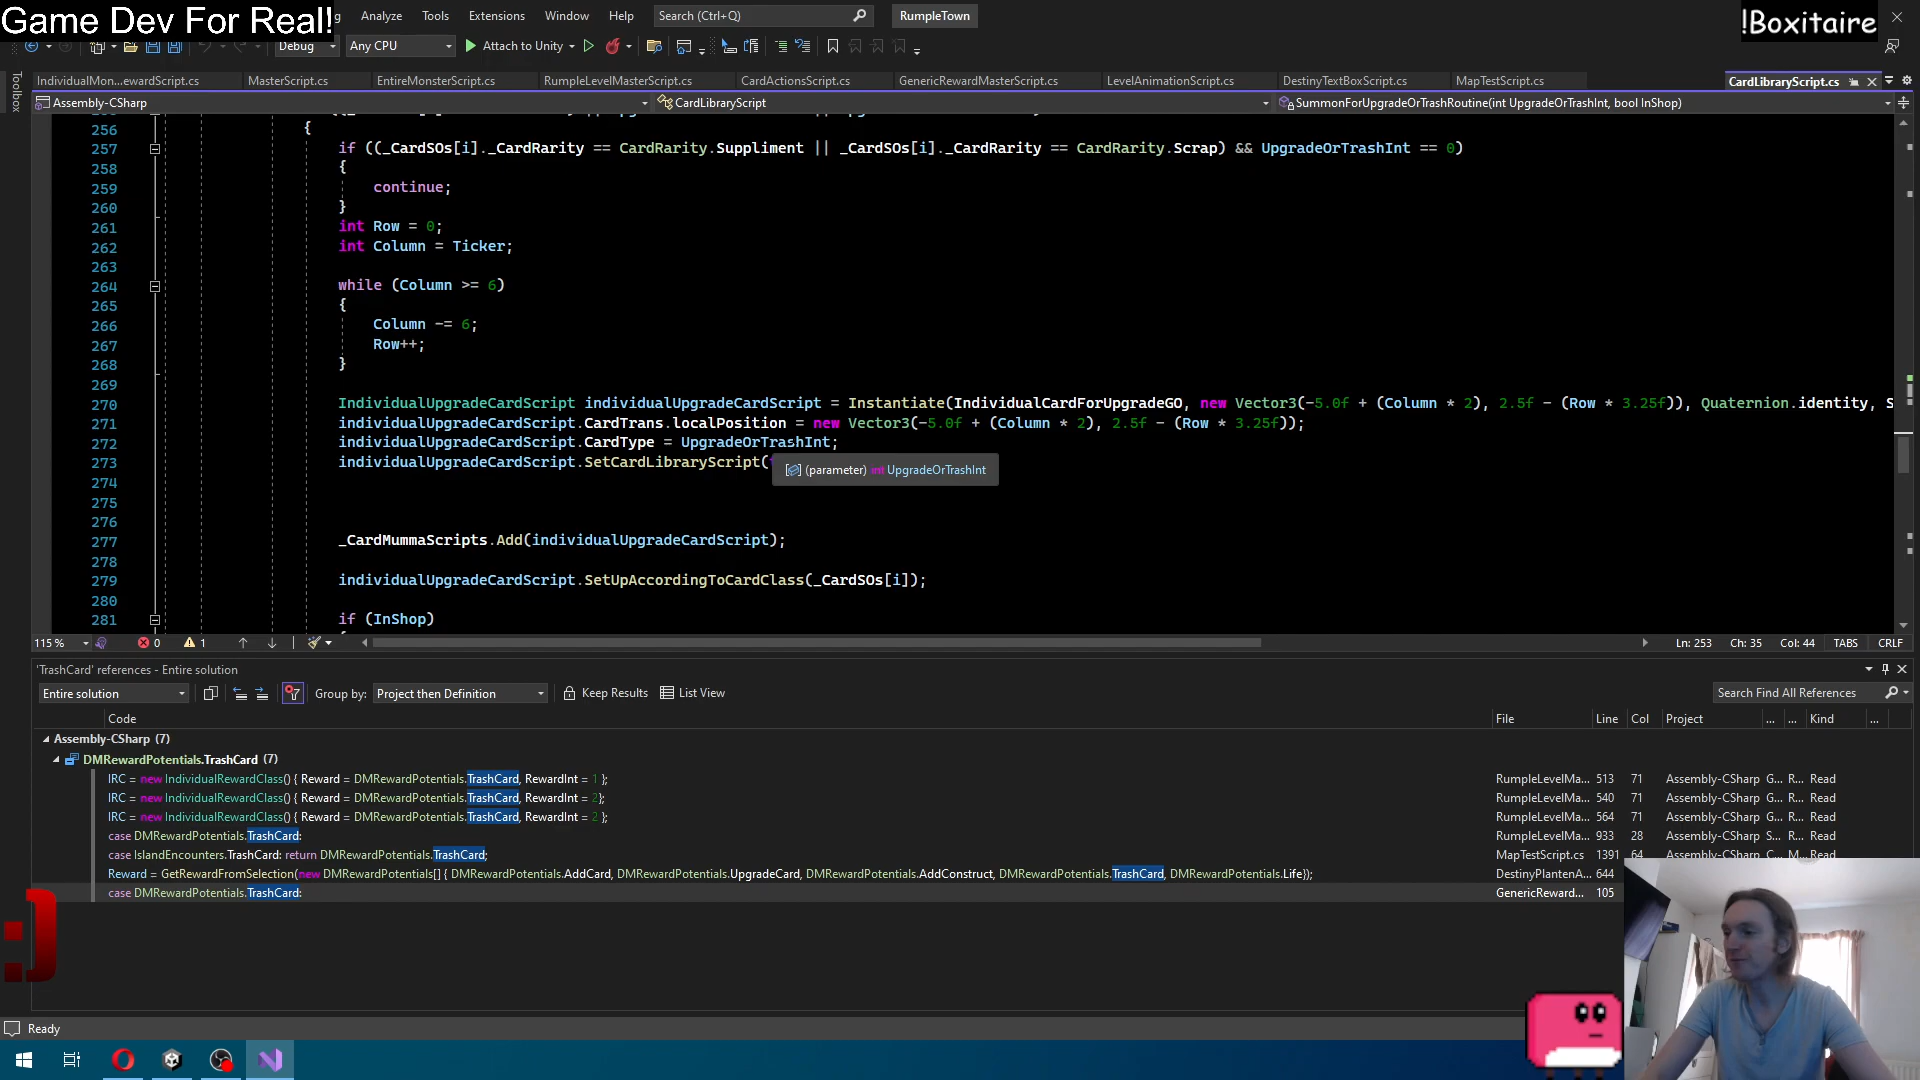 Game Dev For Real!
Analyze Tools Extensions Window Help Search (Ctrl+Q) RumpleTown
!Boxitaire
Debug Any CPU Attach to Unity
IndividualMon...ewardScript.cs MasterScript.cs EntireMonsterScript.cs RumpleLevelMasterScript.cs CardActionsScript.cs GenericRewardMasterScript.cs LevelAnimationScript.cs DestinyTextBoxScript.cs MapTestScript.cs CardLibraryScript.cs
Toolbox
Assembly-CSharp CardLibraryScript SummonForUpgradeOrTrashRoutine(int UpgradeOrTrashInt, bool InShop)
256 {
257 if ((_CardSOs[i]._CardRarity == CardRarity.Suppliment || _CardSOs[i]._CardRarity == CardRarity.Scrap) && UpgradeOrTrashInt == 0)
258 {
259 continue;
260 }
261 int Row = 0;
262 int Column = Ticker;
263
264 while (Column >= 6)
265 {
266 Column -= 6;
267 Row++;
268 }
269
270 IndividualUpgradeCardScript individualUpgradeCardScript = Instantiate(IndividualCardForUpgradeGO, new Vector3(-5.0f + (Column * 2), 2.5f - (Row * 3.25f)), Quaternion.identity, S
271 individualUpgradeCardScript.CardTrans.localPosition = new Vector3(-5.0f + (Column * 2), 2.5f - (Row * 3.25f));
272 individualUpgradeCardScript.CardType = UpgradeOrTrashInt;
273 individualUpgradeCardScript.SetCardLibraryScript(
(parameter) int UpgradeOrTrashInt
274
275
276
277 _CardMummaScripts.Add(individualUpgradeCardScript);
278
279 individualUpgradeCardScript.SetUpAccordingToCardClass(_CardSOs[i]);
280
281 if (InShop)
115 % 0 1 Ln: 253 Ch: 35 Col: 44 TABS CRLF
'TrashCard' references - Entire solution
Entire solution Group by: Project then Definition Keep Results List View Search Find All References
Code File Line Col Project ... ... Kind ...
Assembly-CSharp (7)
DMRewardPotentials.TrashCard (7)
IRC = new IndividualRewardClass() { Reward = DMRewardPotentials.TrashCard, RewardInt = 1 }; RumpleLevelMa... 513 71 Assembly-CSharp G... R... Read
IRC = new IndividualRewardClass() { Reward = DMRewardPotentials.TrashCard, RewardInt = 2}; RumpleLevelMa... 540 71 Assembly-CSharp G... R... Read
IRC = new IndividualRewardClass() { Reward = DMRewardPotentials.TrashCard, RewardInt = 2 }; RumpleLevelMa... 564 71 Assembly-CSharp G... R... Read
case DMRewardPotentials.TrashCard: RumpleLevelMa... 933 28 Assembly-CSharp S... R... Read
case IslandEncounters.TrashCard: return DMRewardPotentials.TrashCard; MapTestScript.cs 1391 64 Assembly-CSharp C... M... Read
Reward = GetRewardFromSelection(new DMRewardPotentials[] { DMRewardPotentials.AddCard, DMRewardPotentials.UpgradeCard, DMRewardPotentials.AddConstruct, DMRewardPotentials.TrashCard, DMRewardPotentials.Life}); DestinyPlantenA... 644
case DMRewardPotentials.TrashCard: GenericReward... 105
:)
Ready